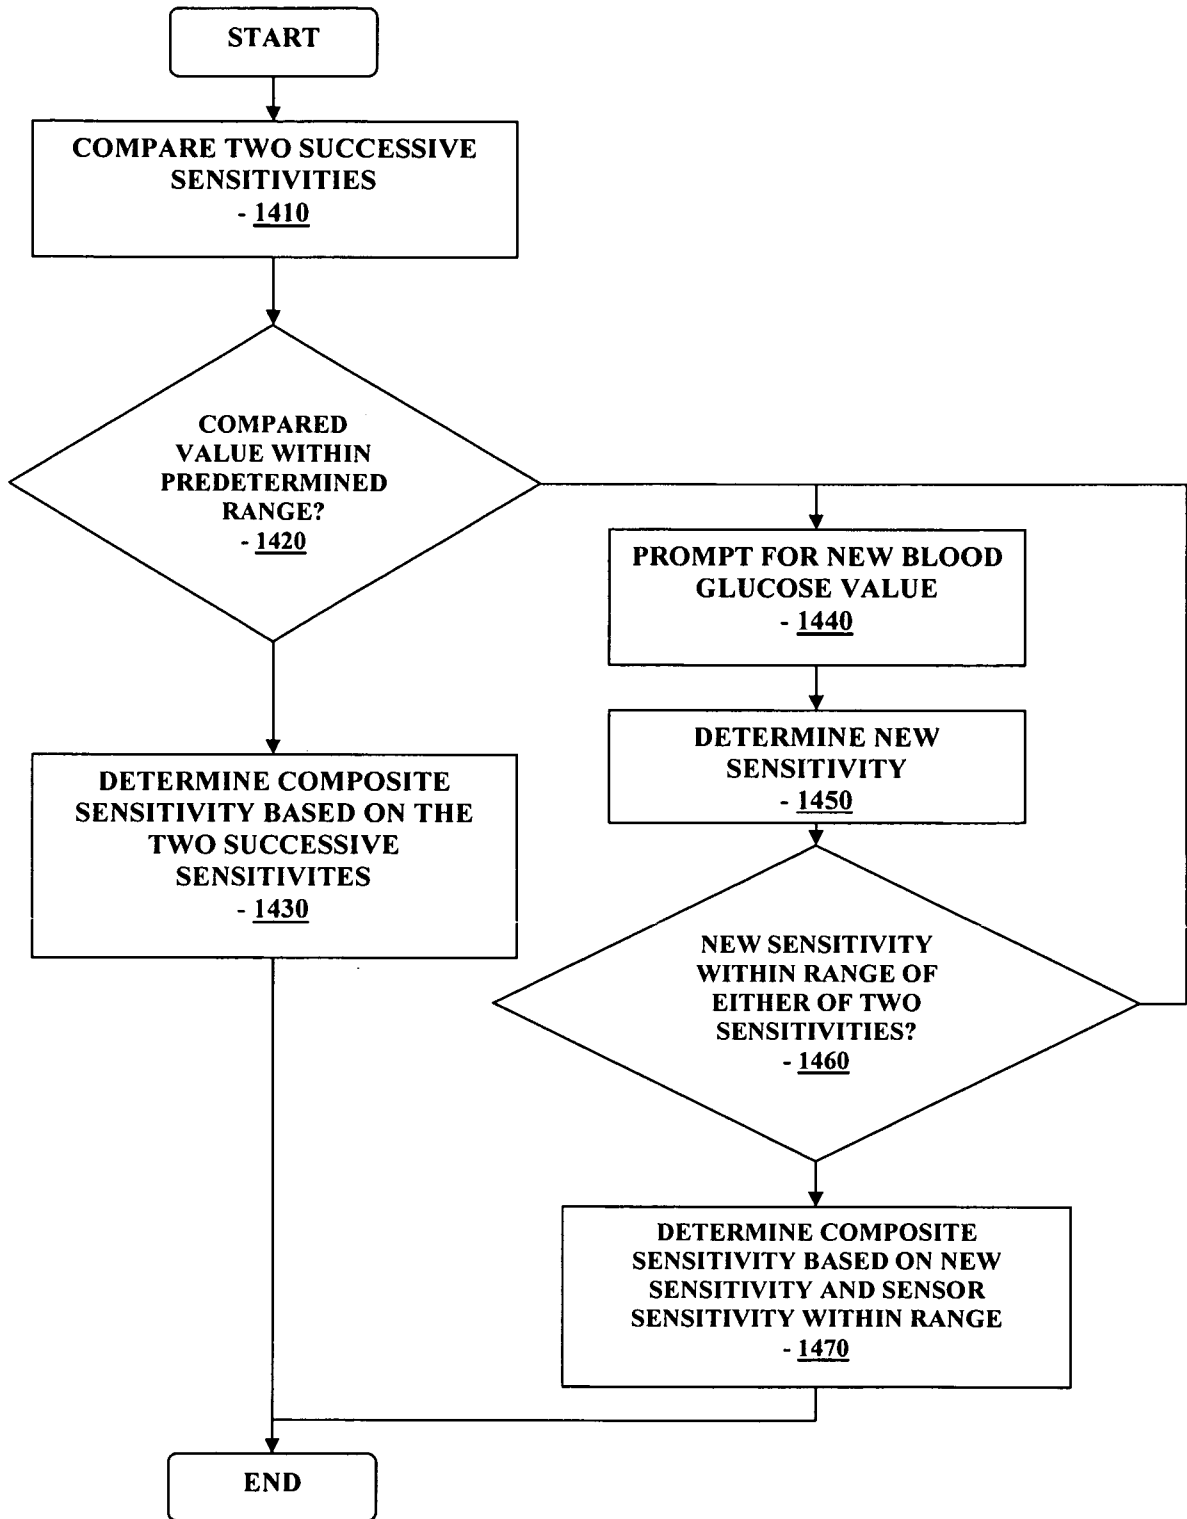 START
COMPARE TWO SUCCESSIVE
SENSITIVITIES
- 1410
COMPARED
VALUE WITHIN
PREDETERMINED
RANGE?
- 1420
PROMPT FOR NEW BLOOD
GLUCOSE VALUE
- 1440
DETERMINE NEW
SENSITIVITY
- 1450
DETERMINE COMPOSITE
SENSITIVITY BASED ON THE
TWO SUCCESSIVE
SENSITIVITES
- 1430
NEW SENSITIVITY
WITHIN RANGE OF
EITHER OF TWO
SENSITIVITIES?
- 1460
DETERMINE COMPOSITE
SENSITIVITY BASED ON NEW
SENSITIVITY AND SENSOR
SENSITIVITY WITHIN RANGE
- 1470
END